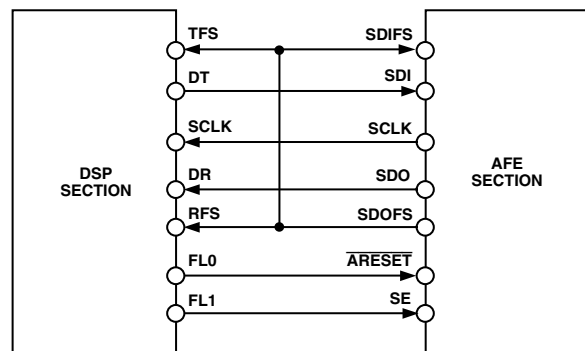 TFS SDIFS
DT SDI
SCLK SCLK
DSP
SECTION
AFE
SECTION
DR SDO
RFS SDOFS
FL0 ARESET
FL1 SE